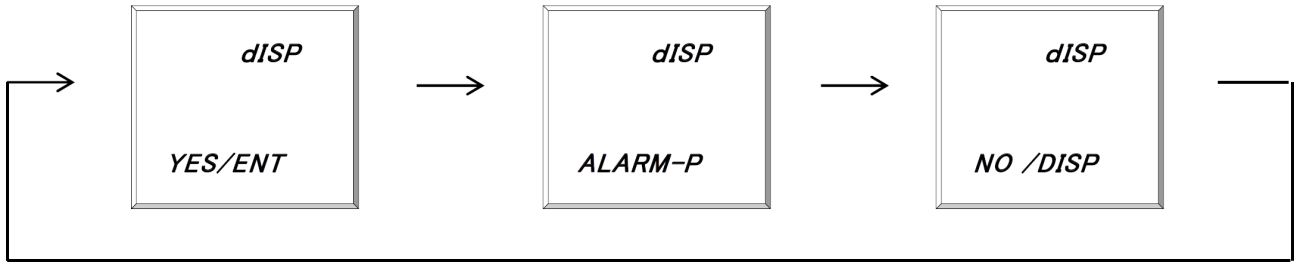 dISP
YES/ENT
dISP
ALARM-P
dISP
NO /DISP